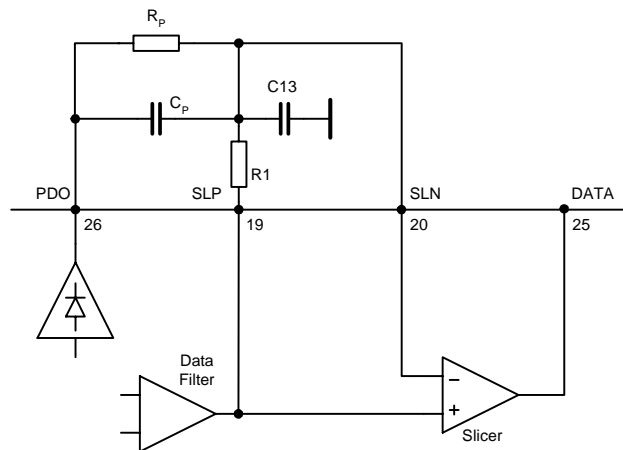 R_P
C13
C_P
R1
PDO
SLP
SLN
DATA
26
19
20
25
Data
Filter
−
+
Slicer